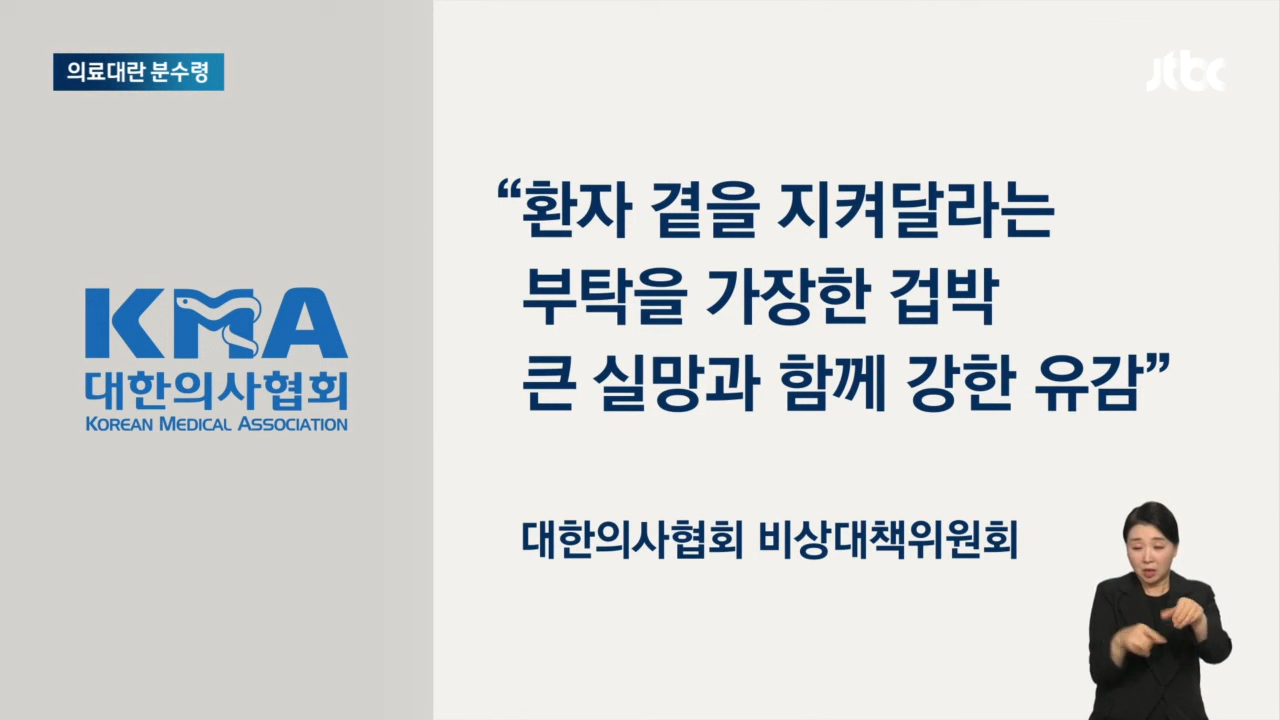 의료대란 분수령
jtbc
“환자 곁을 지켜달라는
부탁을 가장한 겁박
큰 실망과 함께 강한 유감”
KMA
대한의사협회
KOREAN MEDICAL ASSOCIATION
대한의사협회 비상대책위원회